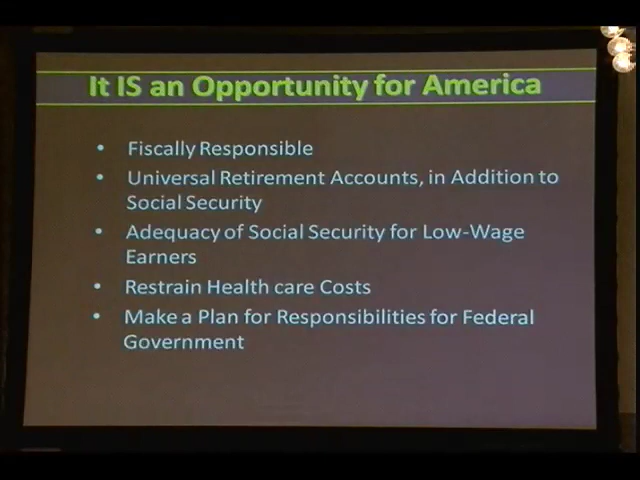 It IS an Opportunity for America
• Fiscally Responsible
• Universal Retirement Accounts, in Addition to
Social Security
• Adequacy of Social Security for Low-Wage
Earners
• Restrain Health care Costs
• Make a Plan for Responsibilities for Federal
Government